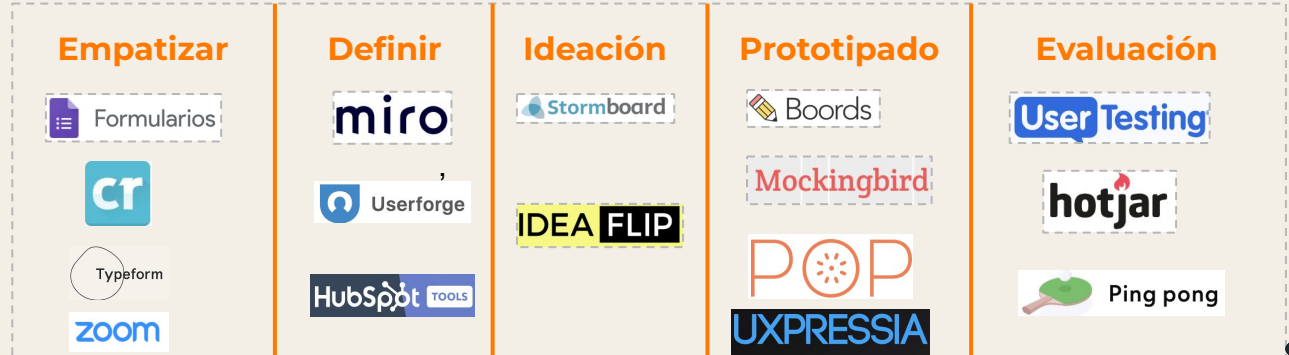 Empatizar
Formularios
cr
Typeform
zoom
Definir
miro
,
Userforge
HubSpot TOOLS
Ideación
Stormboard
IDEA FLIP
Prototipado
Boords
Mockingbird
POP
UXPRESSIA
Evaluación
UserTesting
hotjar
Ping pong